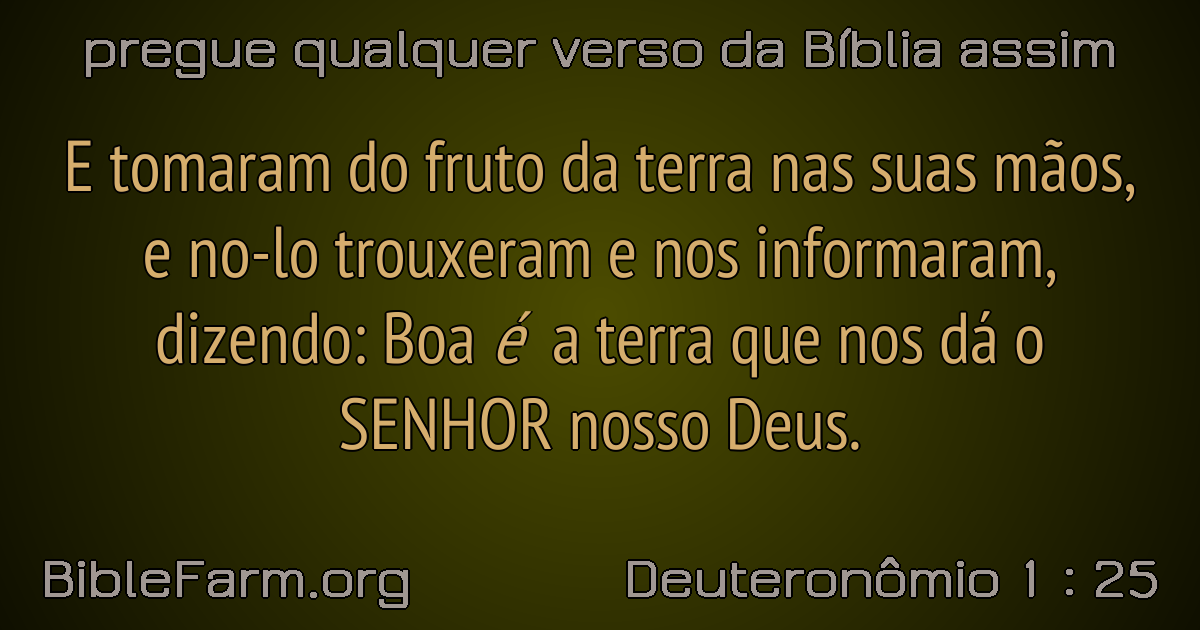 pregue qualquer verso da Bíblia assim
E tomaram do fruto da terra nas suas mãos,
e no-lo trouxeram e nos informaram,
dizendo: Boa é a terra que nos dá o
SENHOR nosso Deus.
BibleFarm.org
Deuteronômio 1 : 25